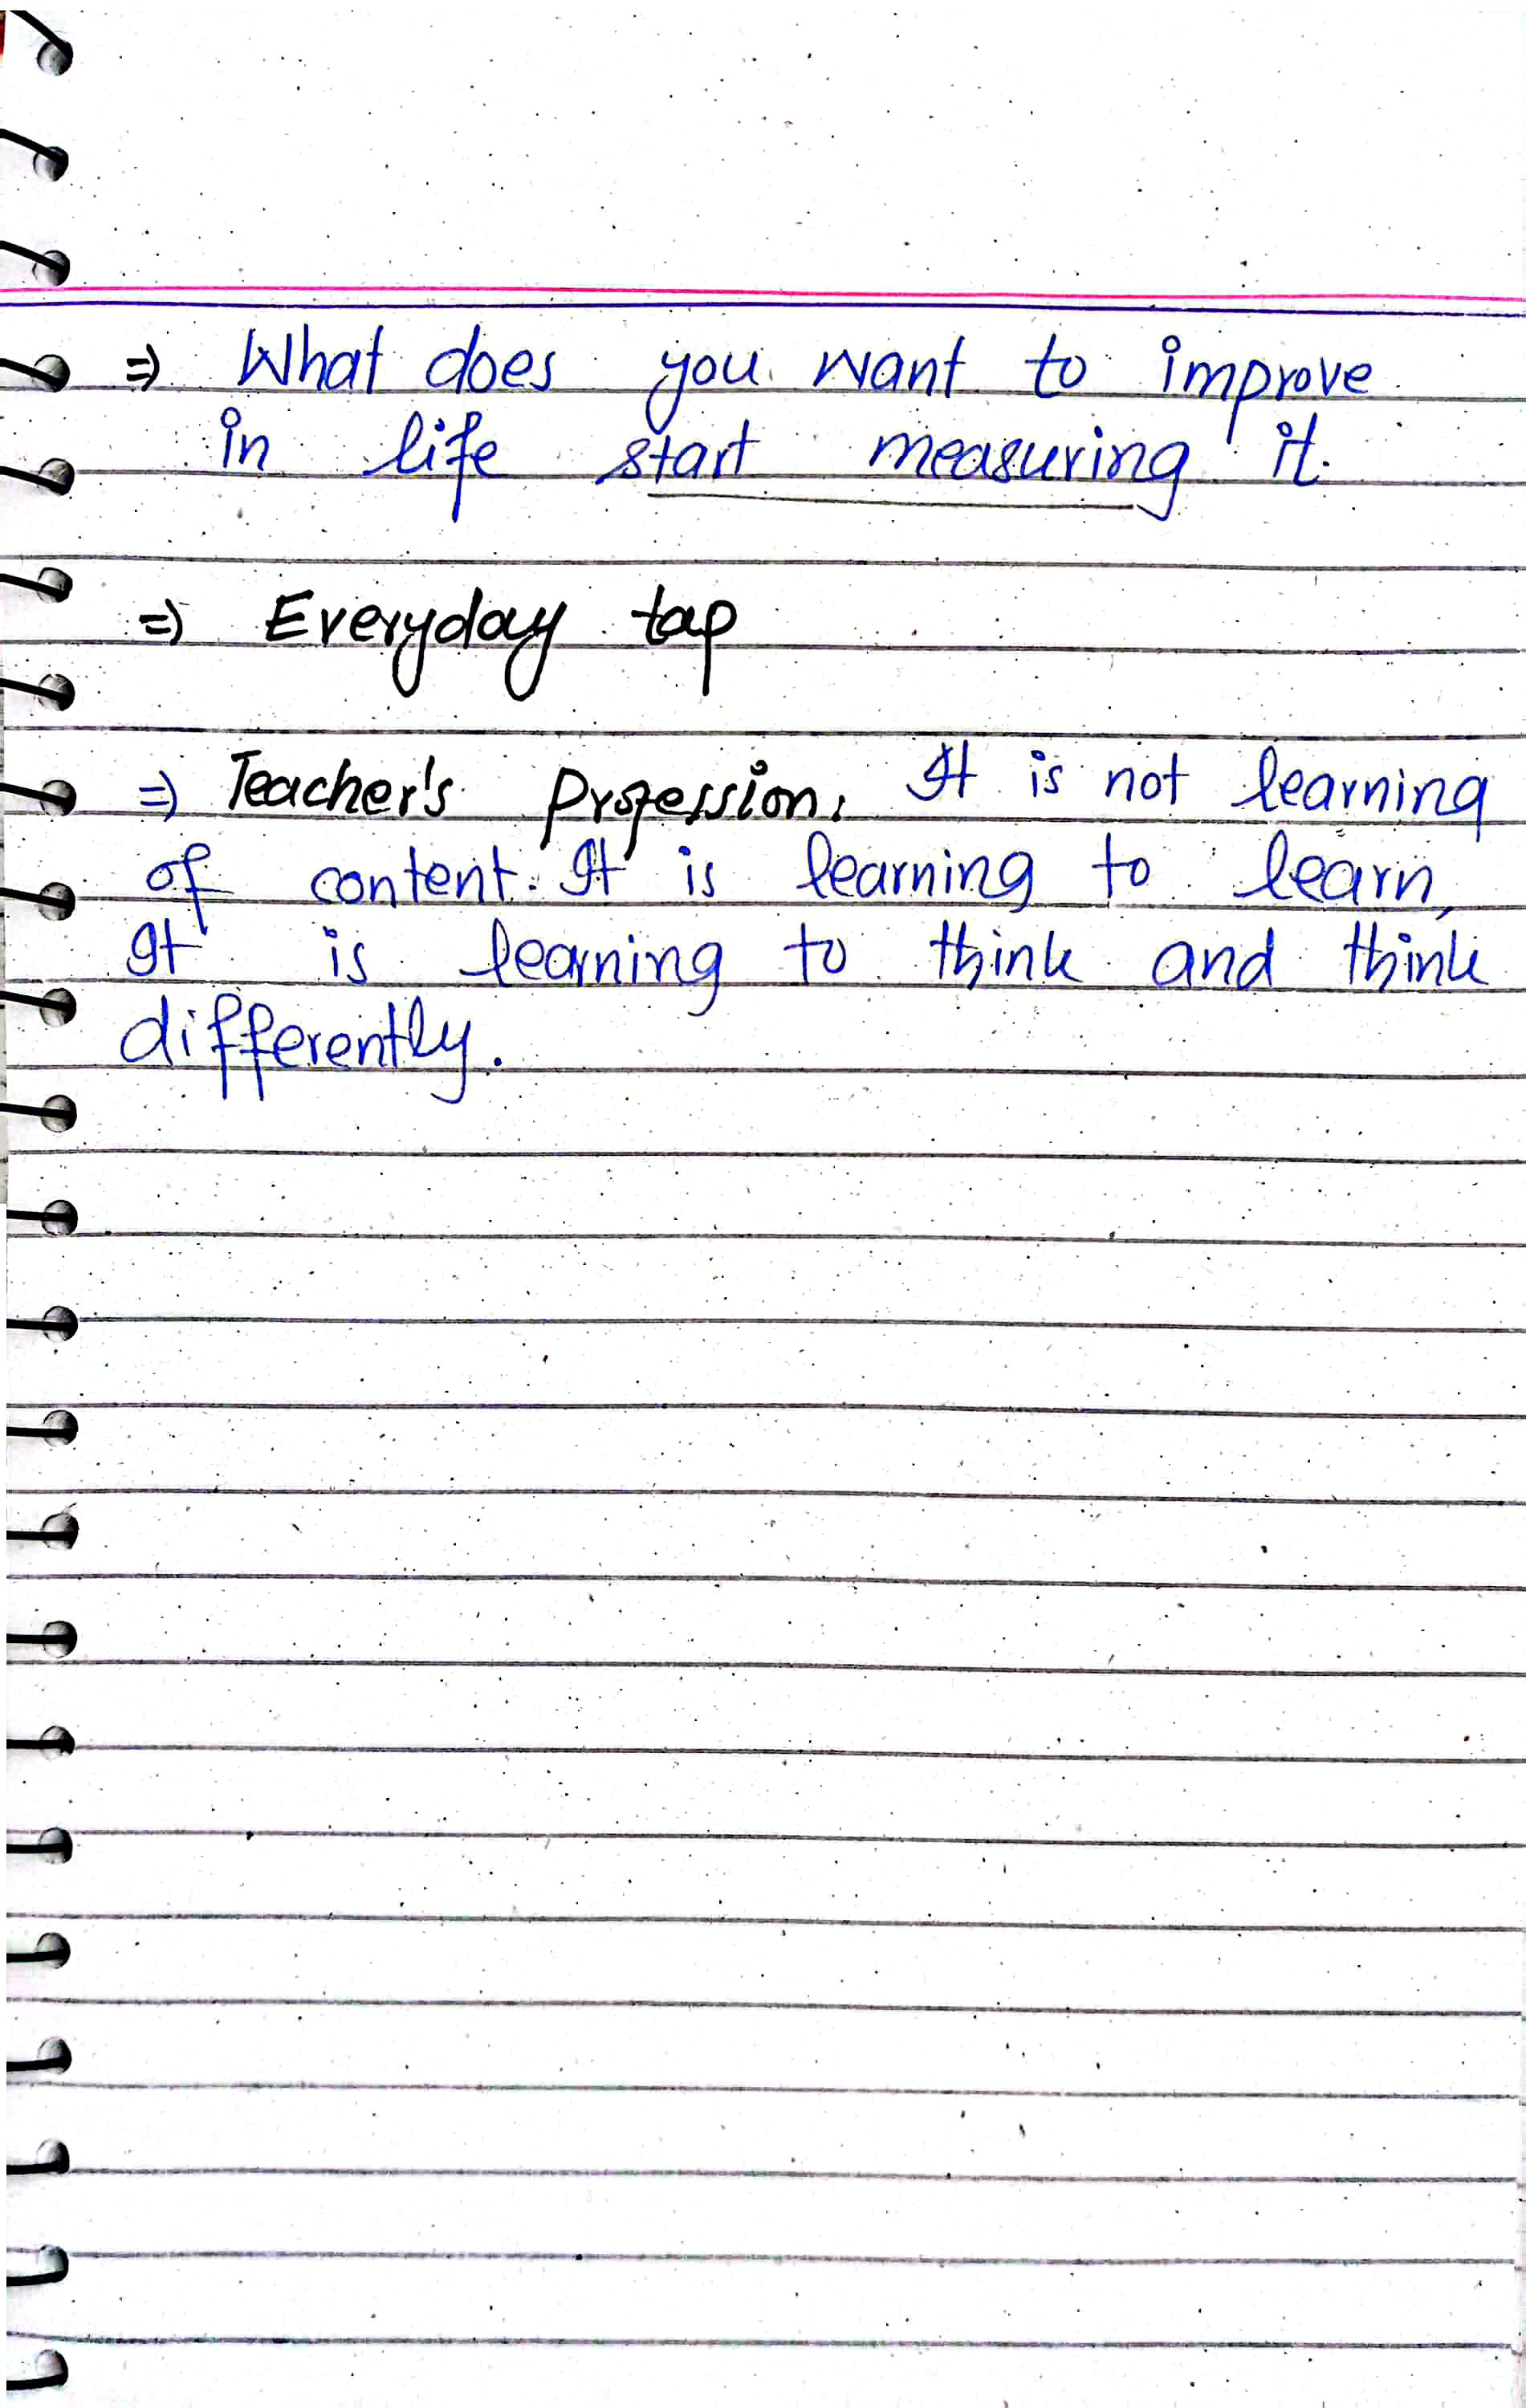 ⇒ What does you want to improve
in life start measuring it.
⇒ Everyday tap
⇒ Teacher's Profession, It is not learning
of content. It is learning to learn,
It is learning to think and think
differently.